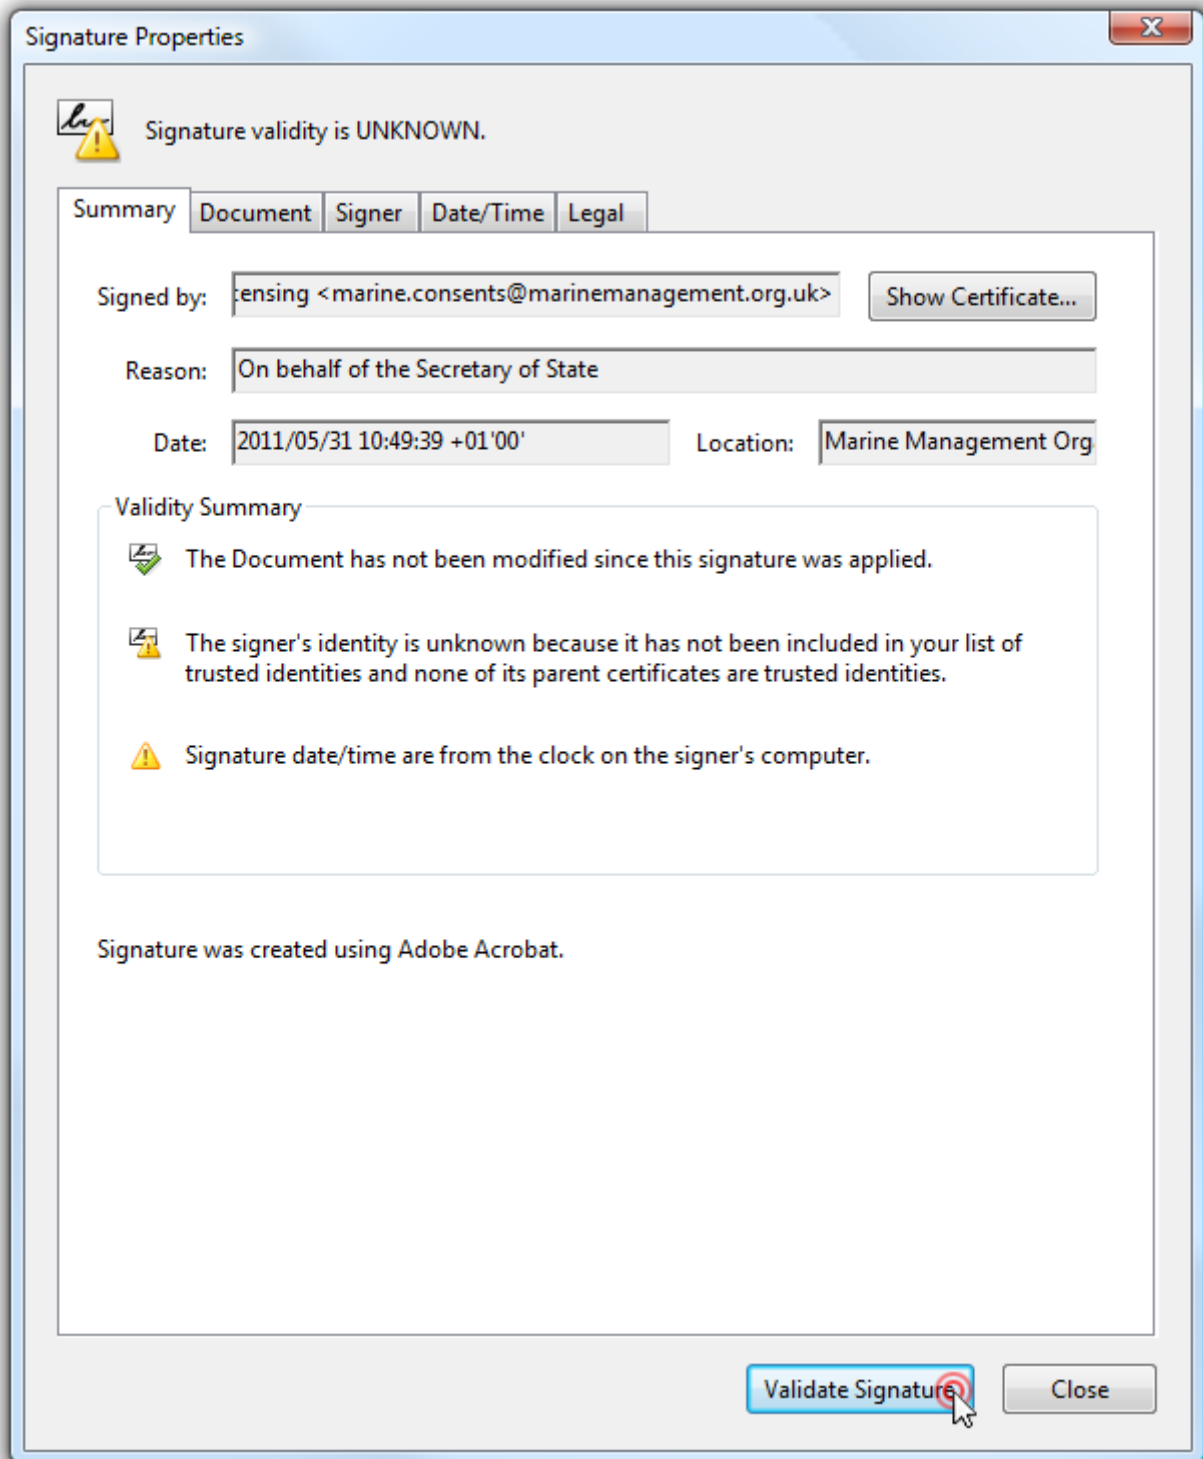 Signature Properties
Signature validity is UNKNOWN.
Summary Document Signer Date/Time Legal
Signed by: ensing <marine.consents@marinemanagement.org.uk> Show Certificate...
Reason: On behalf of the Secretary of State
Date: 2011/05/31 10:49:39 +01'00' Location: Marine Management Org
Validity Summary
The Document has not been modified since this signature was applied.
The signer's identity is unknown because it has not been included in your list of
trusted identities and none of its parent certificates are trusted identities.
Signature date/time are from the clock on the signer's computer.
Signature was created using Adobe Acrobat.
Validate Signature Close